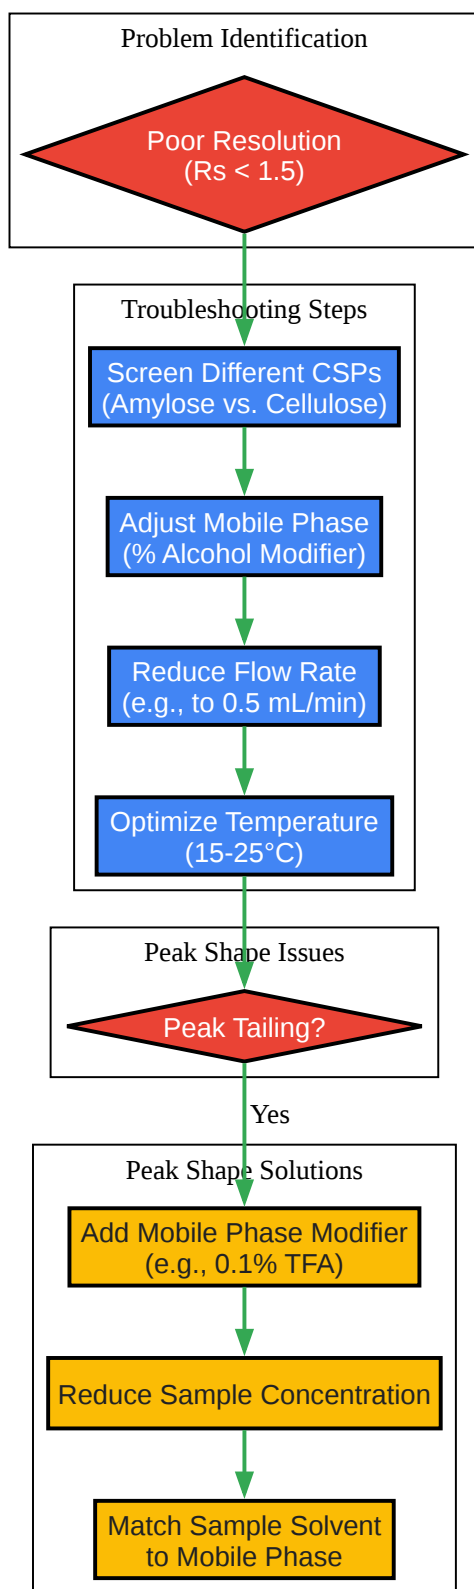 Problem Identification
Poor Resolution
(Rs < 1.5)
Troubleshooting Steps
Screen Different CSPs
(Amylose vs. Cellulose)
Adjust Mobile Phase
(% Alcohol Modifier)
Reduce Flow Rate
(e.g., to 0.5 mL/min)
Optimize Temperature
(15-25°C)
Peak Shape Issues
Peak Tailing?
Yes
Peak Shape Solutions
Add Mobile Phase Modifier
(e.g., 0.1% TFA)
Reduce Sample Concentration
Match Sample Solvent
to Mobile Phase